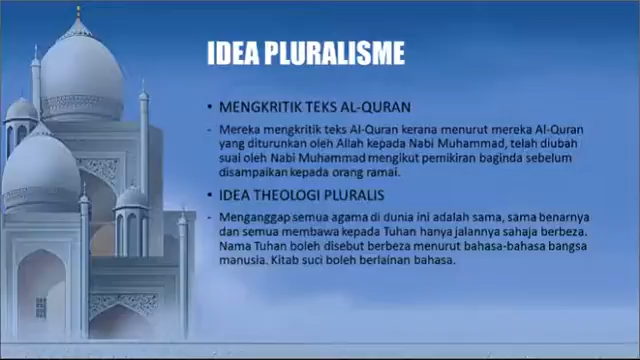 IDEA PLURALISME
• MENGKRITIK TEKS AL-QURAN
- Mereka mengkritik teks Al-Quran kerana menurut mereka Al-Quran
yang diturunkan oleh Allah kepada Nabi Muhammad, telah diubah
suai oleh Nabi Muhammad mengikut pemikiran baginda sebelum
disampaikan kepada orang ramai.
• IDEA THEOLOGI PLURALIS
- Menganggap semua agama di dunia ini adalah sama, sama benarnya
dan semua membawa kepada Tuhan hanya jalannya sahaja berbeza.
Nama Tuhan boleh disebut berbeza menurut bahasa-bahasa bangsa
manusia. Kitab suci boleh berlainan bahasa.